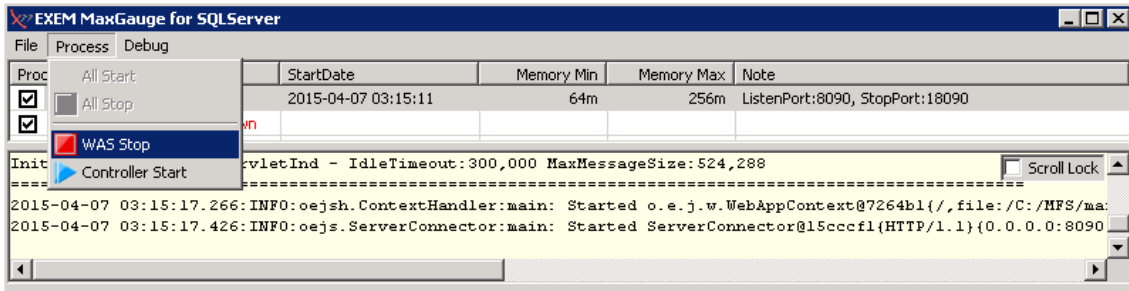 EXEM MaxGauge for SQLServer
File Process Debug
Proc StartDate Memory Min Memory Max Note
All Start
2015-04-07 03:15:11 64m 256m ListenPort:8090, StopPort:18090
All Stop
wn
WAS Stop
Init rvletInd - IdleTimeout:300,000 MaxMessageSize:524,288 Scroll Lock
Controller Start
2015-04-07 03:15:17.266:INFO:oejsh.ContextHandler:main: Started o.e.j.w.WebAppContext@7264b1{/,file:/C:/MFS/ma
2015-04-07 03:15:17.426:INFO:oejs.ServerConnector:main: Started ServerConnector@15cccf1{HTTP/1.1}{0.0.0.0:8090